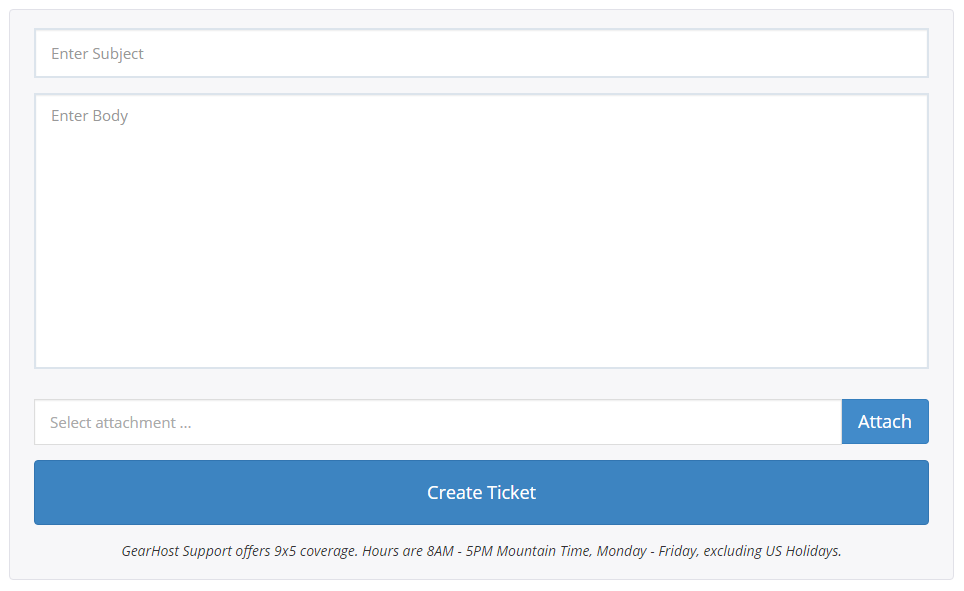 Enter Subject
Enter Body
Select attachment ...
Attach
Create Ticket
GearHost Support offers 9x5 coverage. Hours are 8AM - 5PM Mountain Time, Monday - Friday, excluding US Holidays.